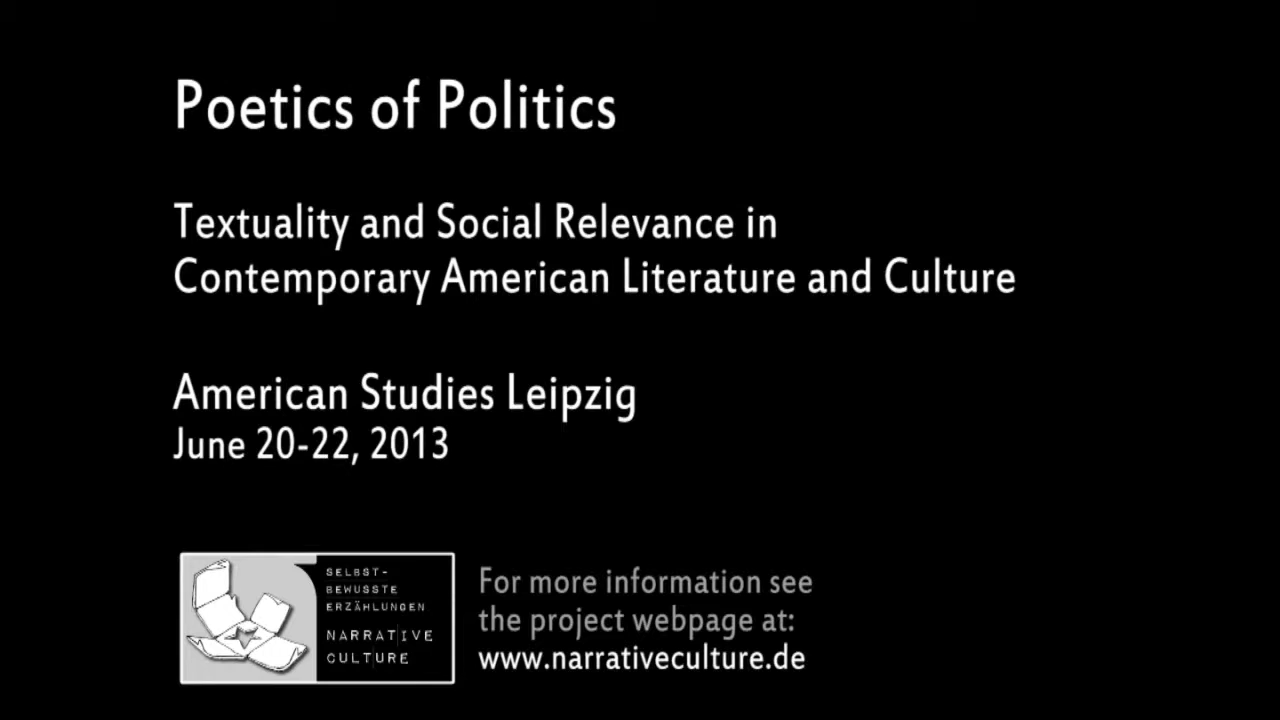 Poetics of Politics
Textuality and Social Relevance in
Contemporary American Literature and Culture
American Studies Leipzig
June 20-22, 2013
SELBST-
BEWUSSTE
ERZÄHLUNGEN
NARRATIVE
CULTURE
For more information see
the project webpage at:
www.narrativeculture.de